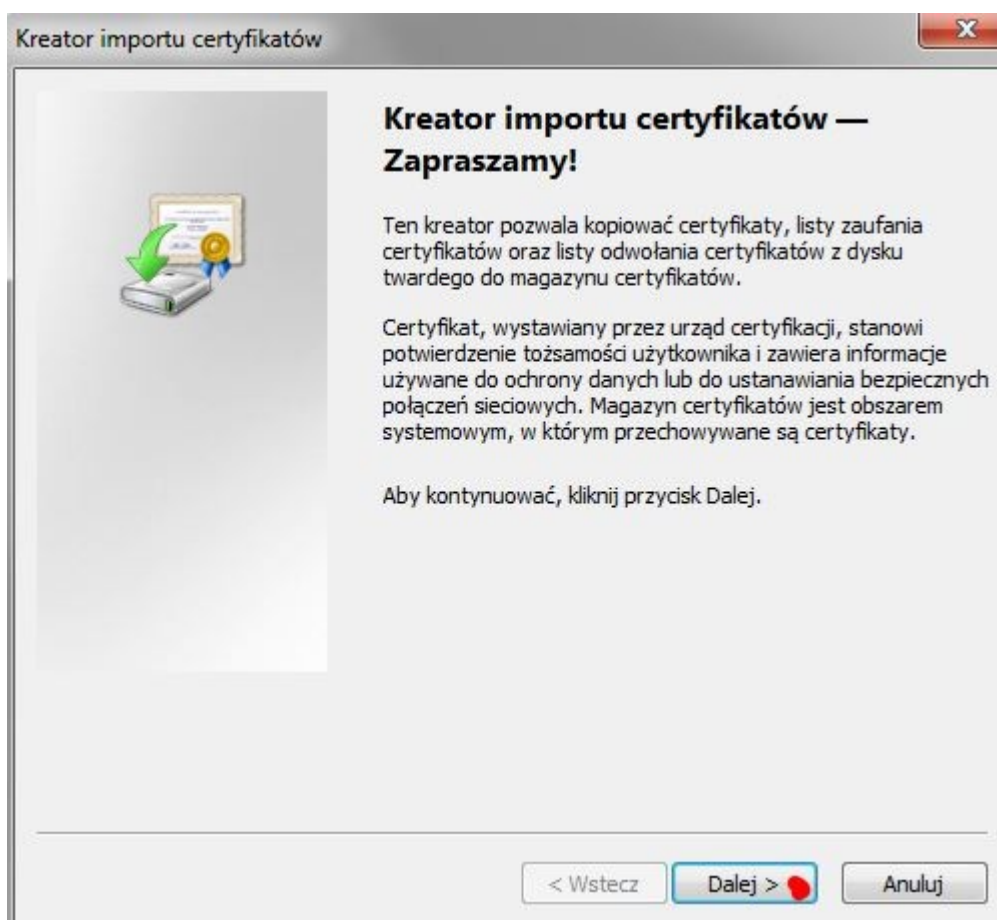 Kreator importu certyfikatów
Kreator importu certyfikatów —
Zapraszamy!
Ten kreator pozwala kopiować certyfikaty, listy zaufania
certyfikatów oraz listy odwołania certyfikatów z dysku
twardego do magazynu certyfikatów.
Certyfikat, wystawiany przez urząd certyfikacji, stanowi
potwierdzenie tożsamości użytkownika i zawiera informacje
używane do ochrony danych lub do ustanawiania bezpiecznych
połączeń sieciowych. Magazyn certyfikatów jest obszarem
systemowym, w którym przechowywane są certyfikaty.
Aby kontynuować, kliknij przycisk Dalej.
< Wstecz
Dalej >
Anuluj